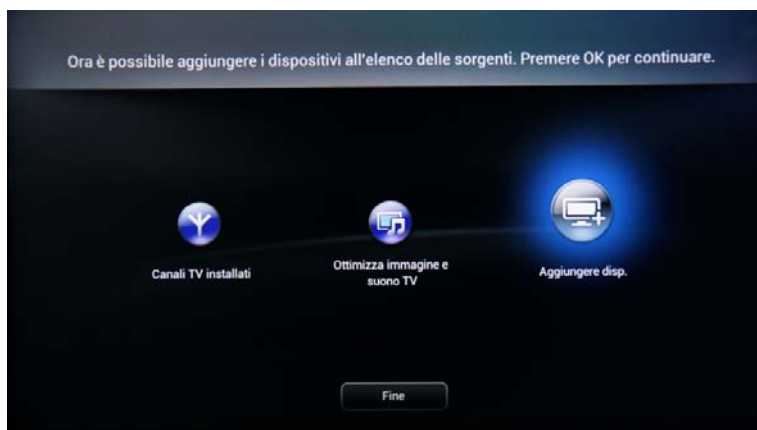 Ora è possibile aggiungere i dispositivi all'elenco delle sorgenti. Premere OK per continuare.
Canali TV installati
Ottimizza immagine e
suono TV
Aggiungere disp.
Fine